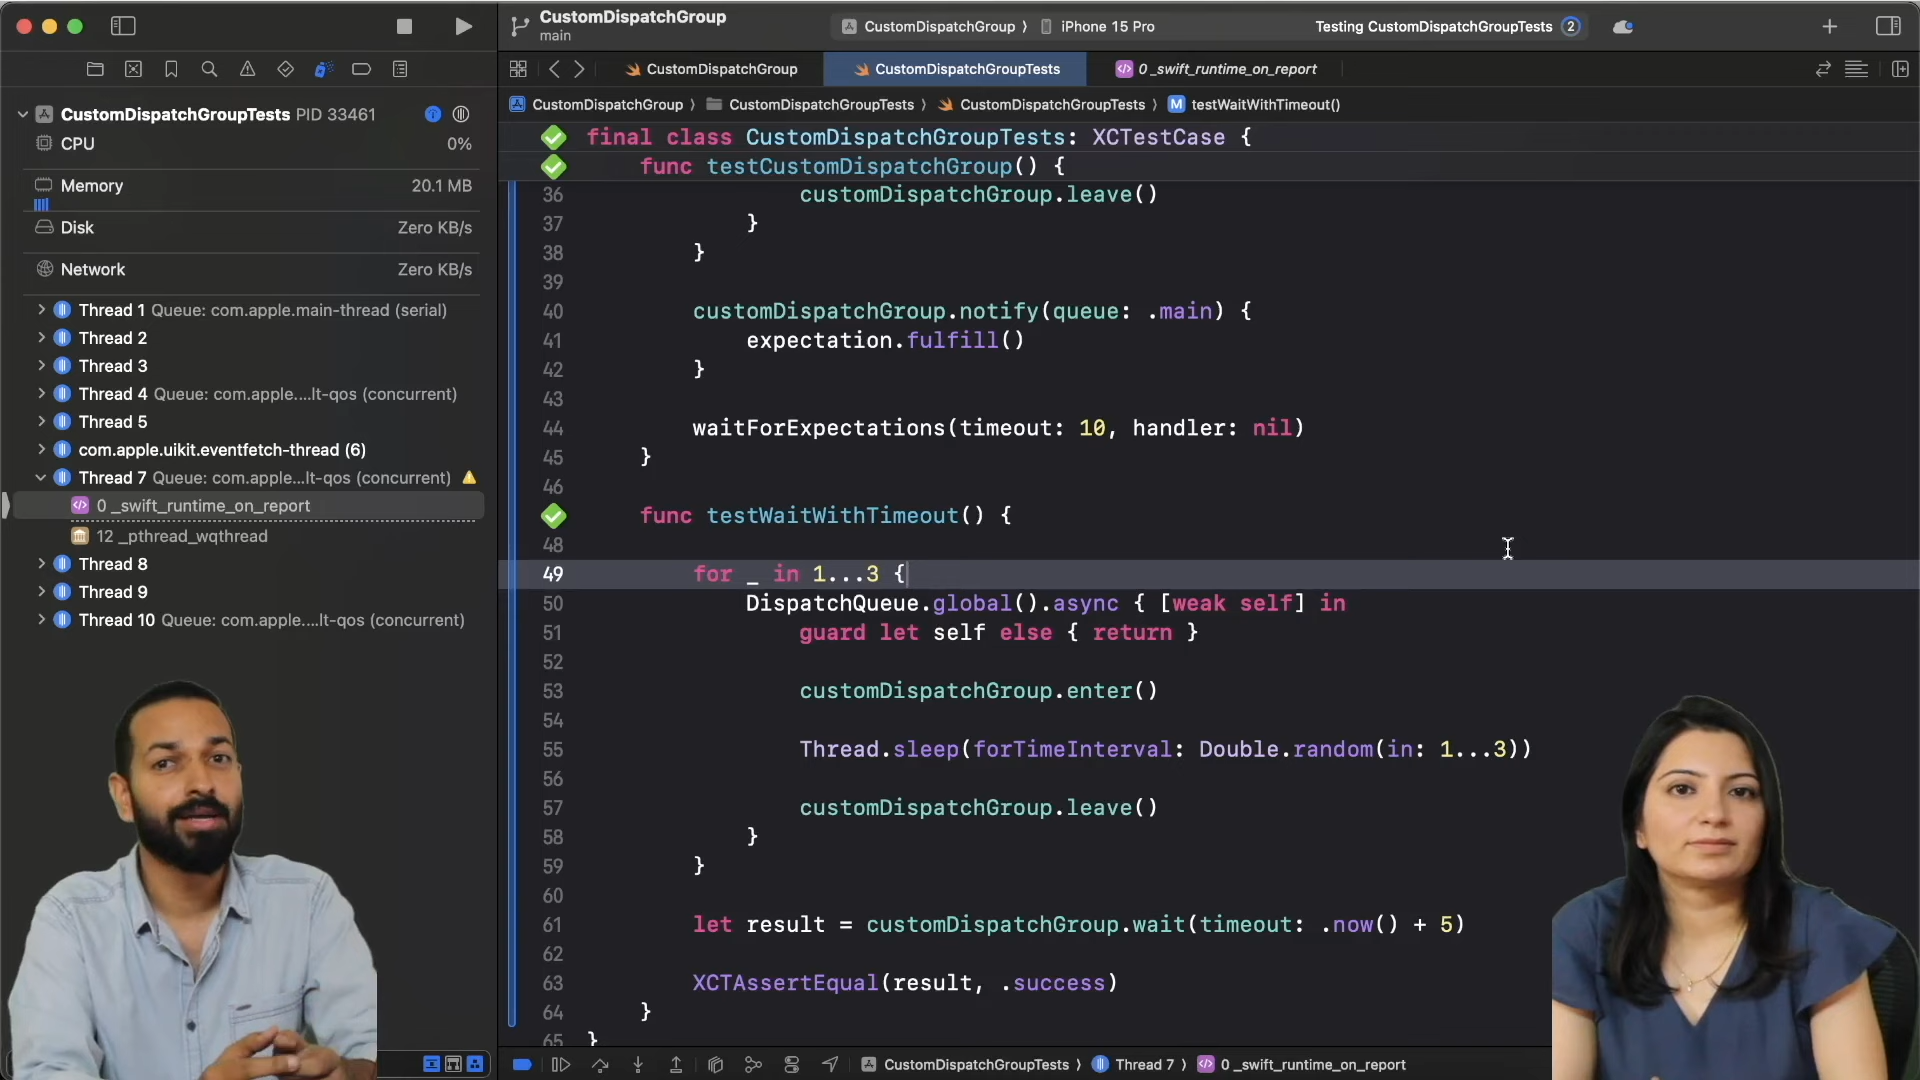 CustomDispatchGroup
main
CustomDispatchGroup
iPhone 15 Pro
Testing CustomDispatchGroupTests 2
CustomDispatchGroup
CustomDispatchGroupTests
0 _swift_runtime_on_report
CustomDispatchGroup
CustomDispatchGroupTests
CustomDispatchGroupTests
M testWaitWithTimeout()
CustomDispatchGroupTests PID 33461
CPU 0%
Memory 20.1 MB
Disk Zero KB/s
Network Zero KB/s
Thread 1 Queue: com.apple.main-thread (serial)
Thread 2
Thread 3
Thread 4 Queue: com.apple....lt-qos (concurrent)
Thread 5
com.apple.uikit.eventfetch-thread (6)
Thread 7 Queue: com.apple...lt-qos (concurrent)
0 _swift_runtime_on_report
12 _pthread_wqthread
Thread 8
Thread 9
Thread 10 Queue: com.apple....lt-qos (concurrent)
final class CustomDispatchGroupTests: XCTestCase {
func testCustomDispatchGroup() {
36 customDispatchGroup.leave()
37 }
38 }
39
40 customDispatchGroup.notify(queue: .main) {
41 expectation.fulfill()
42 }
43
44 waitForExpectations(timeout: 10, handler: nil)
45 }
46
func testWaitWithTimeout() {
48
49 for _ in 1...3 {
50 DispatchQueue.global().async { [weak self] in
51 guard let self else { return }
52
53 customDispatchGroup.enter()
54
55 Thread.sleep(forTimeInterval: Double.random(in: 1...3))
56
57 customDispatchGroup.leave()
58 }
59 }
60
61 let result = customDispatchGroup.wait(timeout: .now() + 5)
62
63 XCTAssertEqual(result, .success)
64 }
65 }
CustomDispatchGroupTests
Thread 7
0 _swift_runtime_on_report